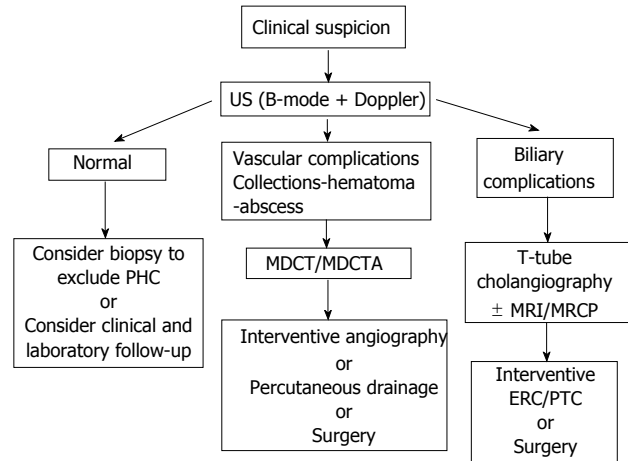 Clinical suspicion
US (B-mode + Doppler)
Normal
Vascular complications
Collections-hematoma
-abscess
Biliary
complications
Consider biopsy to
exclude PHC
or
Consider clinical and
laboratory follow-up
MDCT/MDCTA
T-tube
cholangiography
± MRI/MRCP
Interventive angiography
or
Percutaneous drainage
or
Surgery
Interventive
ERC/PTC
or
Surgery